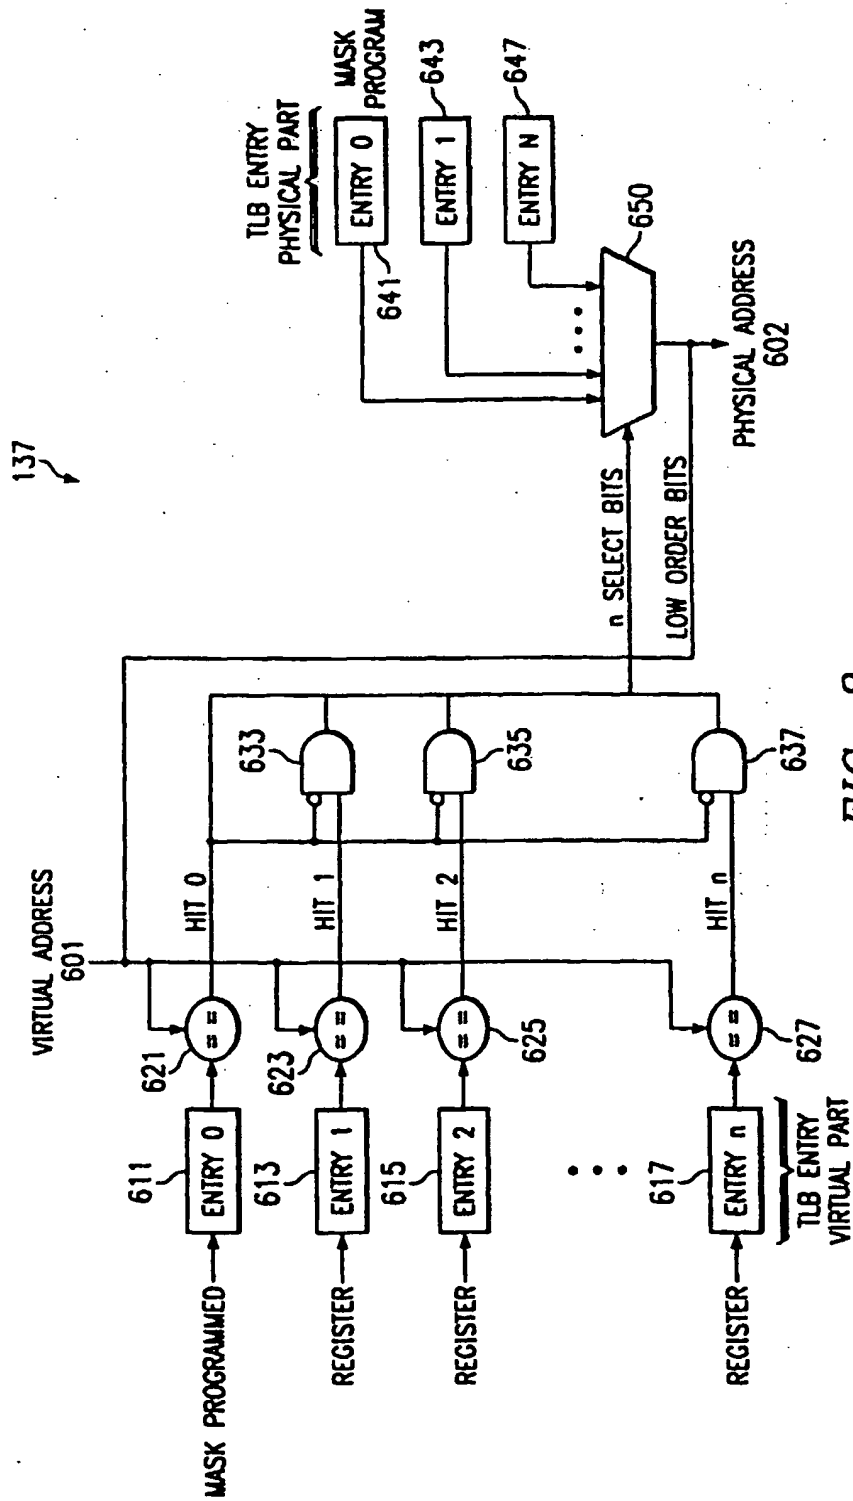 137
VIRTUAL ADDRESS
601
MASK PROGRAMMED
611
ENTRY 0
621
= =
HIT 0
REGISTER
613
ENTRY 1
623
= =
HIT 1
633
REGISTER
615
ENTRY 2
625
= =
HIT 2
635
REGISTER
617
ENTRY n
627
= =
HIT n
637
TLB ENTRY
VIRTUAL PART
n SELECT BITS
LOW ORDER BITS
TLB ENTRY
PHYSICAL PART
MASK
PROGRAM
641
ENTRY 0
ENTRY 1
643
ENTRY N
647
650
PHYSICAL ADDRESS
602